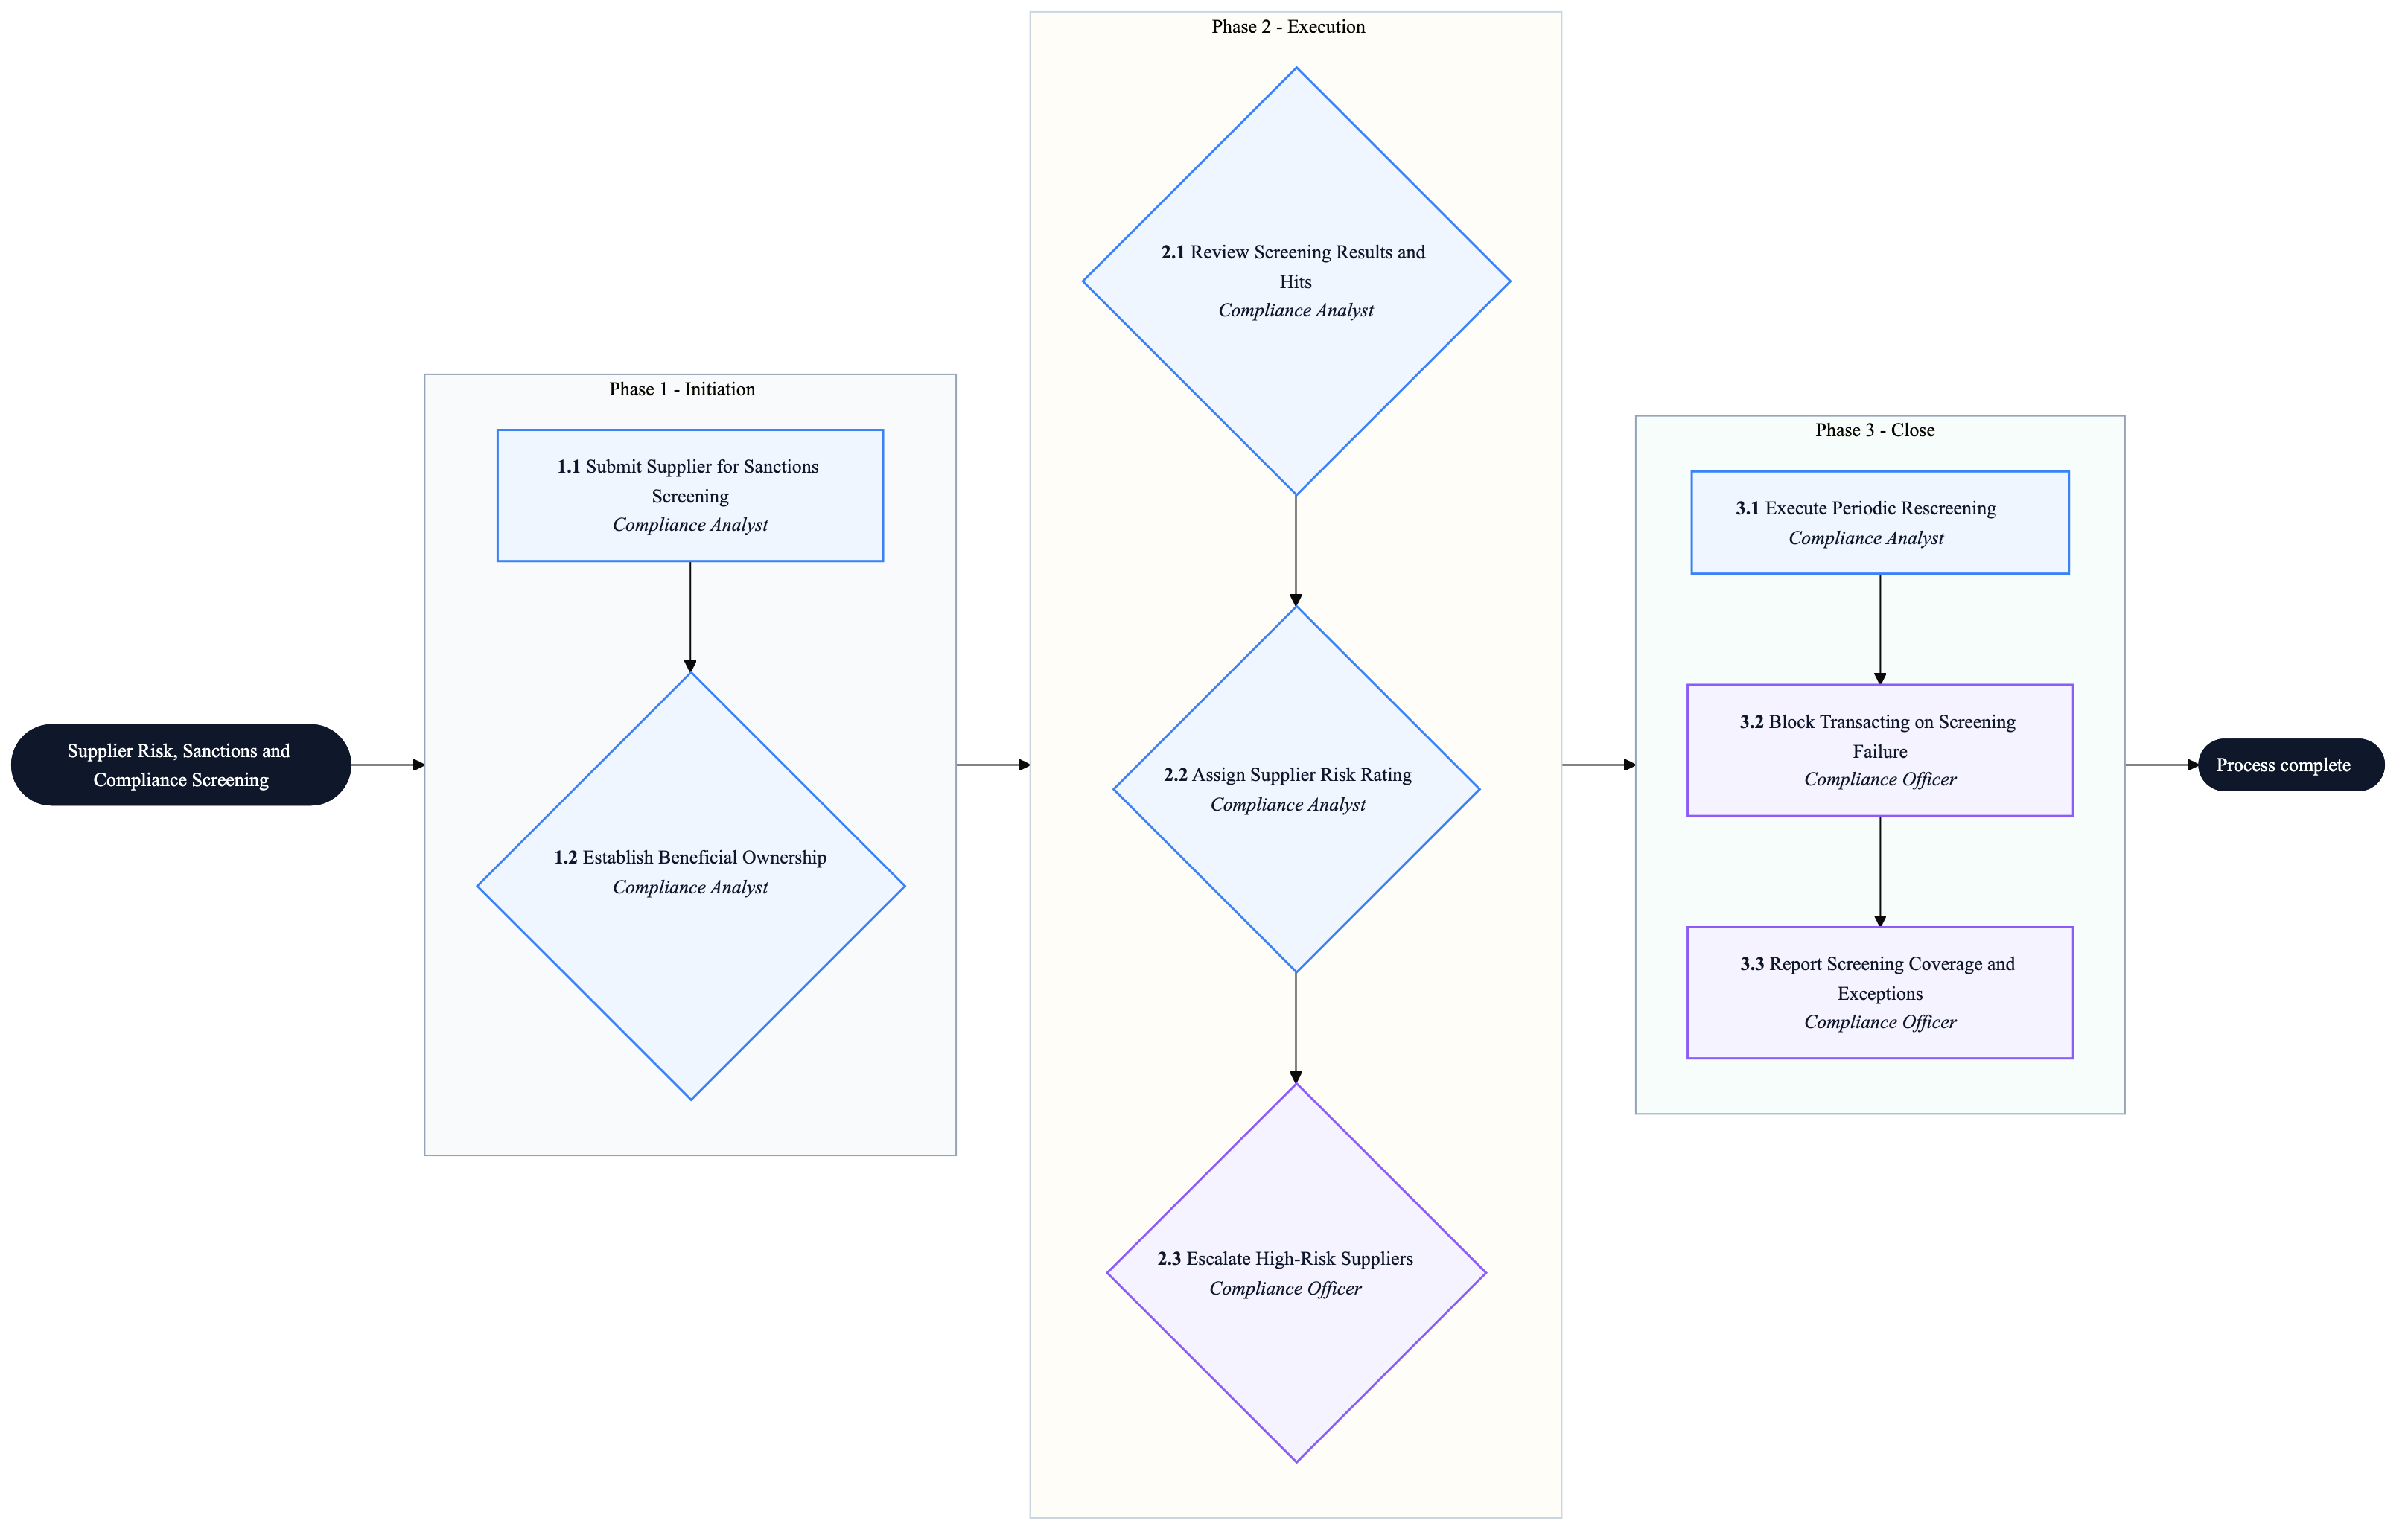 Supplier Risk, Sanctions and
Compliance Screening
Phase 1 - Initiation
1.1 Submit Supplier for Sanctions
Screening
Compliance Analyst
1.2 Establish Beneficial Ownership
Compliance Analyst
Phase 2 - Execution
2.1 Review Screening Results and
Hits
Compliance Analyst
2.2 Assign Supplier Risk Rating
Compliance Analyst
2.3 Escalate High-Risk Suppliers
Compliance Officer
Phase 3 - Close
3.1 Execute Periodic Rescreening
Compliance Analyst
3.2 Block Transacting on Screening
Failure
Compliance Officer
3.3 Report Screening Coverage and
Exceptions
Compliance Officer
Process complete